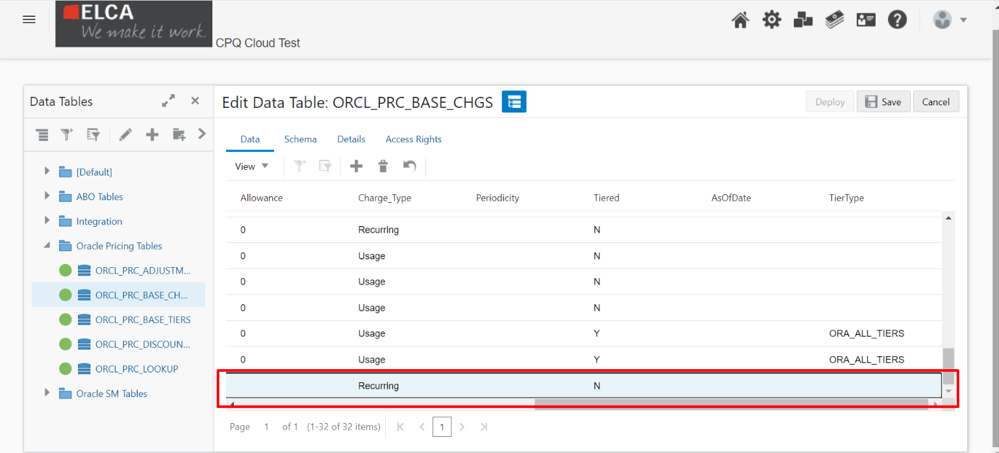 ELCA
We make it work.
CPQ Cloud Test
Data Tables
[Default]
ABO Tables
Integration
Oracle Pricing Tables
ORCL_PRC_ADJUSTM...
ORCL_PRC_BASE_CH...
ORCL_PRC_BASE_TIERS
ORCL_PRC_DISCOUN...
ORCL_PRC_LOOKUP
Oracle SM Tables
Edit Data Table: ORCL_PRC_BASE_CHGS
Deploy Save Cancel
Data Schema Details Access Rights
View
Allowance Charge_Type Periodicity Tiered AsOfDate TierType
0 Recurring N
0 Usage N
0 Usage N
0 Usage N
0 Usage Y ORA_ALL_TIERS
0 Usage Y ORA_ALL_TIERS
Recurring N
Page 1 of 1 (1-32 of 32 items) 1